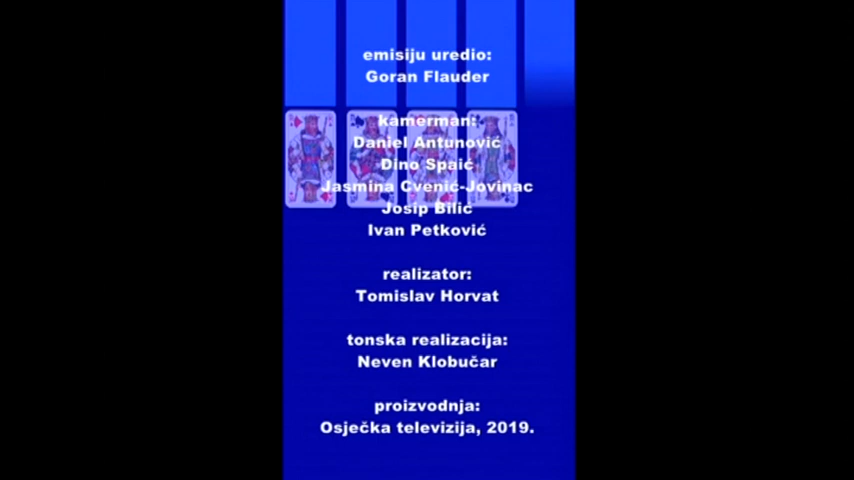 emisiju uredio:
Goran Flauder
kamerman:
Daniel Antunović
Dino Spaić
Jasmina Cvenić-Jovinac
Josip Bilić
Ivan Petković
realizator:
Tomislav Horvat
tonska realizacija:
Neven Klobučar
proizvodnja:
Osječka televizija, 2019.